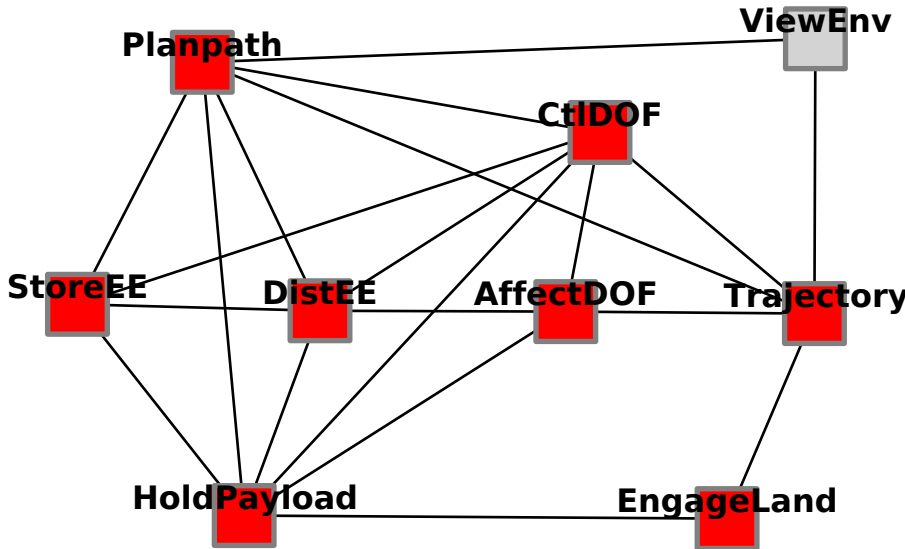 ViewEnv
Planpath
CtlDOF
StoreEE
DistEE
AffectDOF
Trajectory
HoldPayload
EngageLand